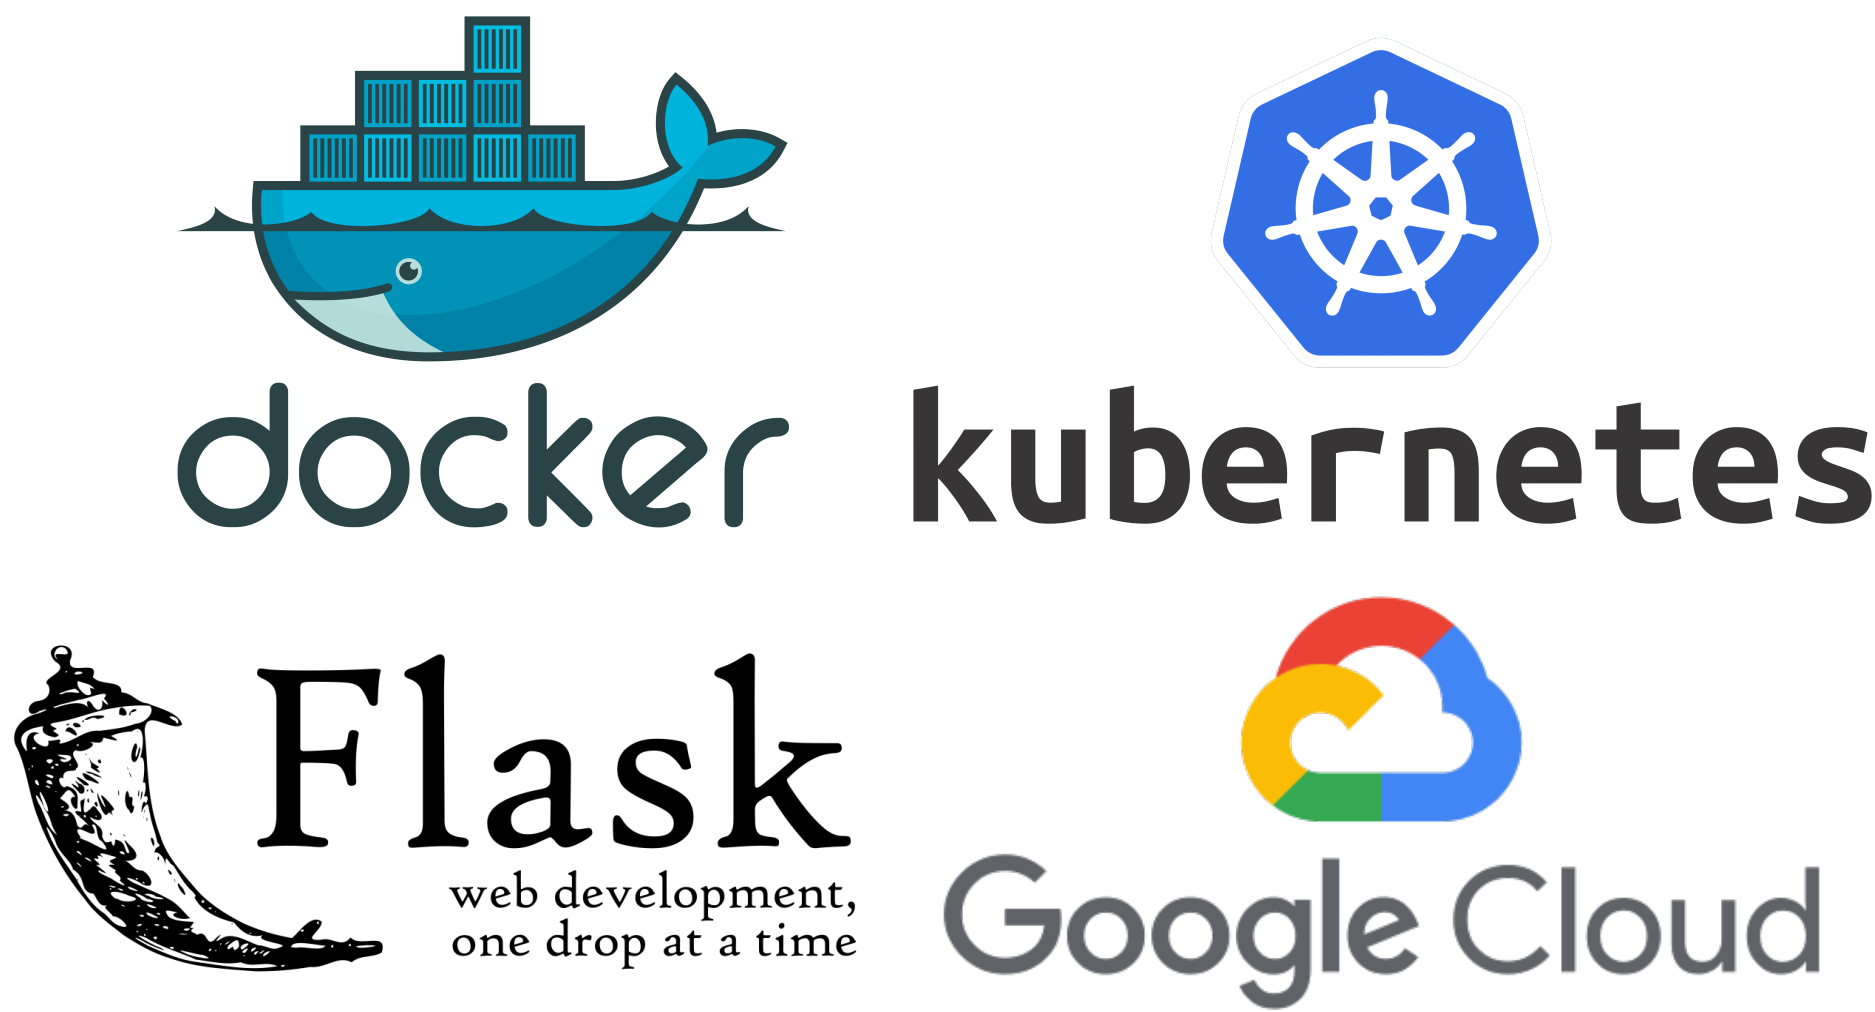 docker
kubernetes
Flask
web development,
one drop at a time
Google Cloud